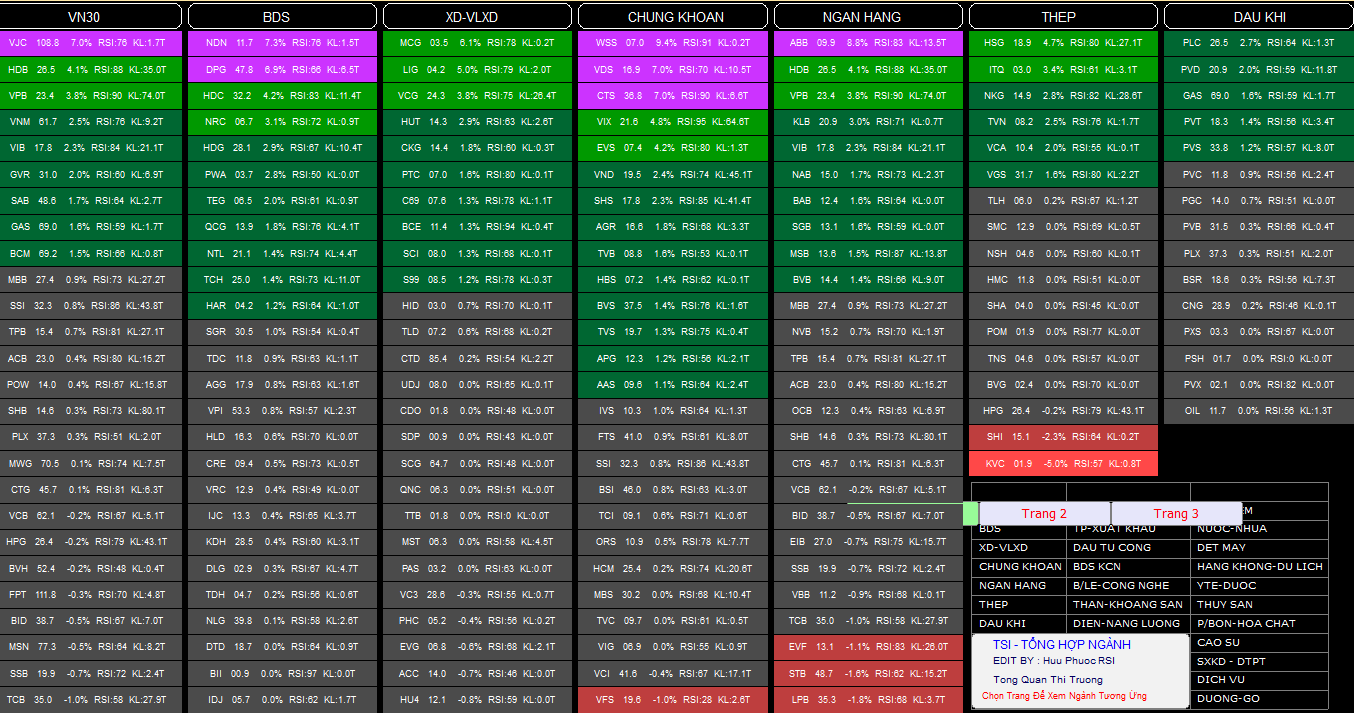 VN30
VJC 108.8 7.0% RSI:76 KL:1.7T
HDB 26.5 4.1% RSI:88 KL:35.0T
VPB 23.4 3.8% RSI:90 KL:74.0T
VNM 61.7 2.5% RSI:76 KL:9.2T
VIB 17.8 2.3% RSI:84 KL:21.1T
GVR 31.0 2.0% RSI:60 KL:6.9T
SAB 48.6 1.7% RSI:64 KL:2.7T
GAS 69.0 1.6% RSI:59 KL:1.7T
BCM 69.2 1.5% RSI:66 KL:0.8T
MBB 27.4 0.9% RSI:73 KL:27.2T
SSI 32.3 0.8% RSI:86 KL:43.8T
TPB 15.4 0.7% RSI:81 KL:27.1T
ACB 23.0 0.4% RSI:80 KL:15.2T
POW 14.0 0.4% RSI:67 KL:15.8T
SHB 14.6 0.3% RSI:73 KL:80.1T
PLX 37.3 0.3% RSI:51 KL:2.0T
MWG 70.5 0.1% RSI:74 KL:7.5T
CTG 45.7 0.1% RSI:81 KL:6.3T
VCB 62.1 -0.2% RSI:67 KL:5.1T
HPG 26.4 -0.2% RSI:79 KL:43.1T
BVH 52.4 -0.2% RSI:48 KL:0.4T
FPT 111.8 -0.3% RSI:70 KL:4.8T
BID 38.7 -0.5% RSI:67 KL:7.0T
MSN 77.3 -0.5% RSI:64 KL:8.2T
SSB 19.9 -0.7% RSI:72 KL:2.4T
TCB 35.0 -1.0% RSI:58 KL:27.9T
BDS
NDN 11.7 7.3% RSI:76 KL:1.5T
DPG 47.8 6.9% RSI:66 KL:6.5T
HDC 32.2 4.2% RSI:83 KL:11.4T
NRC 06.7 3.1% RSI:72 KL:0.9T
HDG 28.1 2.9% RSI:67 KL:10.4T
PWA 03.7 2.8% RSI:50 KL:0.0T
TEG 06.5 2.0% RSI:61 KL:0.9T
QCG 13.9 1.8% RSI:76 KL:4.1T
NTL 21.1 1.4% RSI:74 KL:4.4T
TCH 25.0 1.4% RSI:73 KL:11.0T
HAR 04.2 1.2% RSI:64 KL:1.0T
SGR 30.5 1.0% RSI:54 KL:0.4T
TDC 11.8 0.9% RSI:63 KL:1.1T
AGG 17.9 0.8% RSI:63 KL:1.6T
VPI 53.3 0.8% RSI:57 KL:2.3T
HLD 16.3 0.6% RSI:70 KL:0.0T
CRE 09.4 0.5% RSI:73 KL:0.5T
VRC 12.9 0.4% RSI:49 KL:0.0T
IJC 13.3 0.4% RSI:65 KL:3.7T
KDH 28.5 0.4% RSI:60 KL:3.1T
DLG 02.9 0.3% RSI:67 KL:4.7T
TDH 04.7 0.2% RSI:56 KL:0.6T
NLG 39.8 0.1% RSI:58 KL:2.6T
DTD 18.7 0.0% RSI:64 KL:0.9T
BII 00.9 0.0% RSI:97 KL:0.0T
IDJ 05.7 0.0% RSI:62 KL:1.7T
XD-VLXD
MCG 03.5 6.1% RSI:78 KL:0.2T
LIG 04.2 5.0% RSI:79 KL:2.0T
VCG 24.3 3.8% RSI:75 KL:26.4T
HUT 14.3 2.9% RSI:63 KL:2.6T
CKG 14.4 1.8% RSI:60 KL:0.3T
PTC 07.0 1.6% RSI:80 KL:0.1T
C69 07.6 1.3% RSI:78 KL:1.1T
BCE 11.4 1.3% RSI:94 KL:0.4T
SCI 08.0 1.3% RSI:68 KL:0.1T
S99 08.5 1.2% RSI:78 KL:0.3T
HID 03.0 0.7% RSI:70 KL:0.1T
TLD 07.2 0.6% RSI:68 KL:0.2T
CTD 85.4 0.2% RSI:54 KL:2.2T
UDJ 08.0 0.0% RSI:65 KL:0.1T
CDO 01.8 0.0% RSI:48 KL:0.0T
SDP 00.9 0.0% RSI:43 KL:0.0T
SCG 64.7 0.0% RSI:48 KL:0.0T
QNC 06.3 0.0% RSI:51 KL:0.0T
TTB 01.8 0.0% RSI:0 KL:0.0T
MST 06.3 0.0% RSI:58 KL:4.5T
PAS 03.2 0.0% RSI:63 KL:0.0T
VC3 28.6 -0.3% RSI:55 KL:0.7T
PHC 05.2 -0.4% RSI:56 KL:0.2T
EVG 06.8 -0.6% RSI:68 KL:2.1T
ACC 14.0 -0.7% RSI:46 KL:0.0T
HU4 12.1 -0.8% RSI:59 KL:0.0T
CHUNG KHOAN
WSS 07.0 9.4% RSI:91 KL:0.2T
VDS 16.9 7.0% RSI:70 KL:10.5T
CTS 36.8 7.0% RSI:90 KL:6.6T
VIX 21.6 4.8% RSI:95 KL:64.6T
EVS 07.4 4.2% RSI:80 KL:1.3T
VND 19.5 2.4% RSI:74 KL:45.1T
SHS 17.8 2.3% RSI:85 KL:41.4T
AGR 16.6 1.8% RSI:68 KL:3.3T
TVB 08.8 1.6% RSI:53 KL:0.1T
HBS 07.2 1.4% RSI:62 KL:0.1T
BVS 37.5 1.4% RSI:76 KL:1.6T
TVS 19.7 1.3% RSI:75 KL:0.4T
APG 12.3 1.2% RSI:56 KL:2.1T
AAS 09.6 1.1% RSI:64 KL:2.4T
IVS 10.3 1.0% RSI:64 KL:1.3T
FTS 41.0 0.9% RSI:61 KL:8.0T
SSI 32.3 0.8% RSI:86 KL:43.8T
BSI 46.0 0.8% RSI:63 KL:3.0T
TCI 09.1 0.6% RSI:71 KL:0.6T
ORS 10.9 0.5% RSI:78 KL:7.7T
HCM 25.4 0.2% RSI:74 KL:20.6T
MBS 30.2 0.0% RSI:68 KL:10.4T
TVC 09.7 0.0% RSI:61 KL:0.5T
VIG 06.9 0.0% RSI:55 KL:0.9T
VCI 41.6 -0.4% RSI:67 KL:17.1T
VFS 19.6 -1.0% RSI:28 KL:2.6T
NGAN HANG
ABB 09.9 8.8% RSI:83 KL:13.5T
HDB 26.5 4.1% RSI:88 KL:35.0T
VPB 23.4 3.8% RSI:90 KL:74.0T
KLB 20.9 3.0% RSI:71 KL:0.7T
VIB 17.8 2.3% RSI:84 KL:21.1T
NAB 15.0 1.7% RSI:73 KL:2.3T
BAB 12.4 1.6% RSI:64 KL:0.0T
SGB 13.1 1.6% RSI:59 KL:0.0T
MSB 13.6 1.5% RSI:87 KL:13.8T
BVB 14.4 1.4% RSI:66 KL:9.0T
MBB 27.4 0.9% RSI:73 KL:27.2T
NVB 15.2 0.7% RSI:70 KL:1.9T
TPB 15.4 0.7% RSI:81 KL:27.1T
ACB 23.0 0.4% RSI:80 KL:15.2T
OCB 12.3 0.4% RSI:63 KL:6.9T
SHB 14.6 0.3% RSI:73 KL:80.1T
CTG 45.7 0.1% RSI:81 KL:6.3T
VCB 62.1 -0.2% RSI:67 KL:5.1T
BID 38.7 -0.5% RSI:67 KL:7.0T
EIB 27.0 -0.7% RSI:75 KL:15.7T
SSB 19.9 -0.7% RSI:72 KL:2.4T
VBB 11.2 -0.9% RSI:68 KL:0.1T
TCB 35.0 -1.0% RSI:58 KL:27.9T
EVF 13.1 -1.1% RSI:83 KL:26.0T
STB 48.7 -1.6% RSI:62 KL:15.2T
LPB 35.3 -1.8% RSI:68 KL:3.7T
THEP
HSG 18.9 4.7% RSI:80 KL:27.1T
ITQ 03.0 3.4% RSI:61 KL:3.1T
NKG 14.9 2.8% RSI:82 KL:28.6T
TVN 08.2 2.5% RSI:76 KL:1.7T
VCA 10.4 2.0% RSI:55 KL:0.1T
VGS 31.7 1.6% RSI:80 KL:2.2T
TLH 06.0 0.2% RSI:67 KL:1.2T
SMC 12.9 0.0% RSI:69 KL:0.5T
NSH 04.6 0.0% RSI:60 KL:0.1T
HMC 11.8 0.0% RSI:51 KL:0.0T
SHA 04.0 0.0% RSI:45 KL:0.0T
POM 01.9 0.0% RSI:77 KL:0.0T
TNS 04.6 0.0% RSI:57 KL:0.0T
BVG 02.4 0.0% RSI:70 KL:0.0T
HPG 26.4 -0.2% RSI:79 KL:43.1T
SHI 15.1 -2.3% RSI:64 KL:0.2T
KVC 01.9 -5.0% RSI:57 KL:0.8T
DAU KHI
PLC 26.5 2.7% RSI:64 KL:1.3T
PVD 20.9 2.0% RSI:59 KL:11.8T
GAS 69.0 1.6% RSI:59 KL:1.7T
PVT 18.3 1.4% RSI:56 KL:3.4T
PVS 33.8 1.2% RSI:57 KL:8.0T
PVC 11.8 0.9% RSI:56 KL:2.4T
PGC 14.0 0.7% RSI:51 KL:0.0T
PVB 31.5 0.3% RSI:66 KL:0.4T
PLX 37.3 0.3% RSI:51 KL:2.0T
BSR 18.6 0.3% RSI:56 KL:7.3T
CNG 28.9 0.2% RSI:46 KL:0.1T
PXS 03.3 0.0% RSI:67 KL:0.0T
PSH 01.7 0.0% RSI:0 KL:0.0T
PVX 02.1 0.0% RSI:82 KL:0.0T
OIL 11.7 0.0% RSI:56 KL:1.3T
Trang 2 Trang 3 EM
BDS TP-XUAT KHAU NUOC-NHUA
XD-VLXD DAU TU CONG DET MAY
CHUNG KHOAN BDS KCN HANG KHONG-DU LICH
NGAN HANG B/LE-CONG NGHE YTE-DUOC
THEP THAN-KHOANG SAN THUY SAN
DAU KHI DIEN-NANG LUONG P/BON-HOA CHAT
CAO SU
SXKD - DTPT
DICH VU
DUONG-GO
TSI - TỔNG HỢP NGÀNH
EDIT BY : Huu Phuoc RSI
Tong Quan Thi Truong
Chọn Trang Để Xem Ngành Tương Ứng